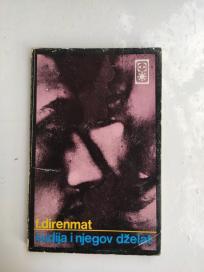 f.direnmat
sudija i njegov dželat